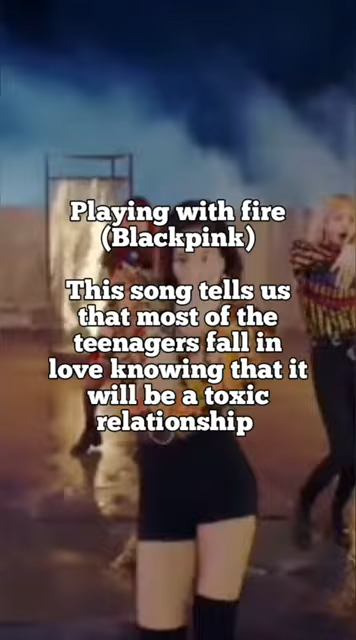 Playing with fire
(Blackpink)
This song tells us
that most of the
teenagers fall in
love knowing that it
will be a toxic
relationship